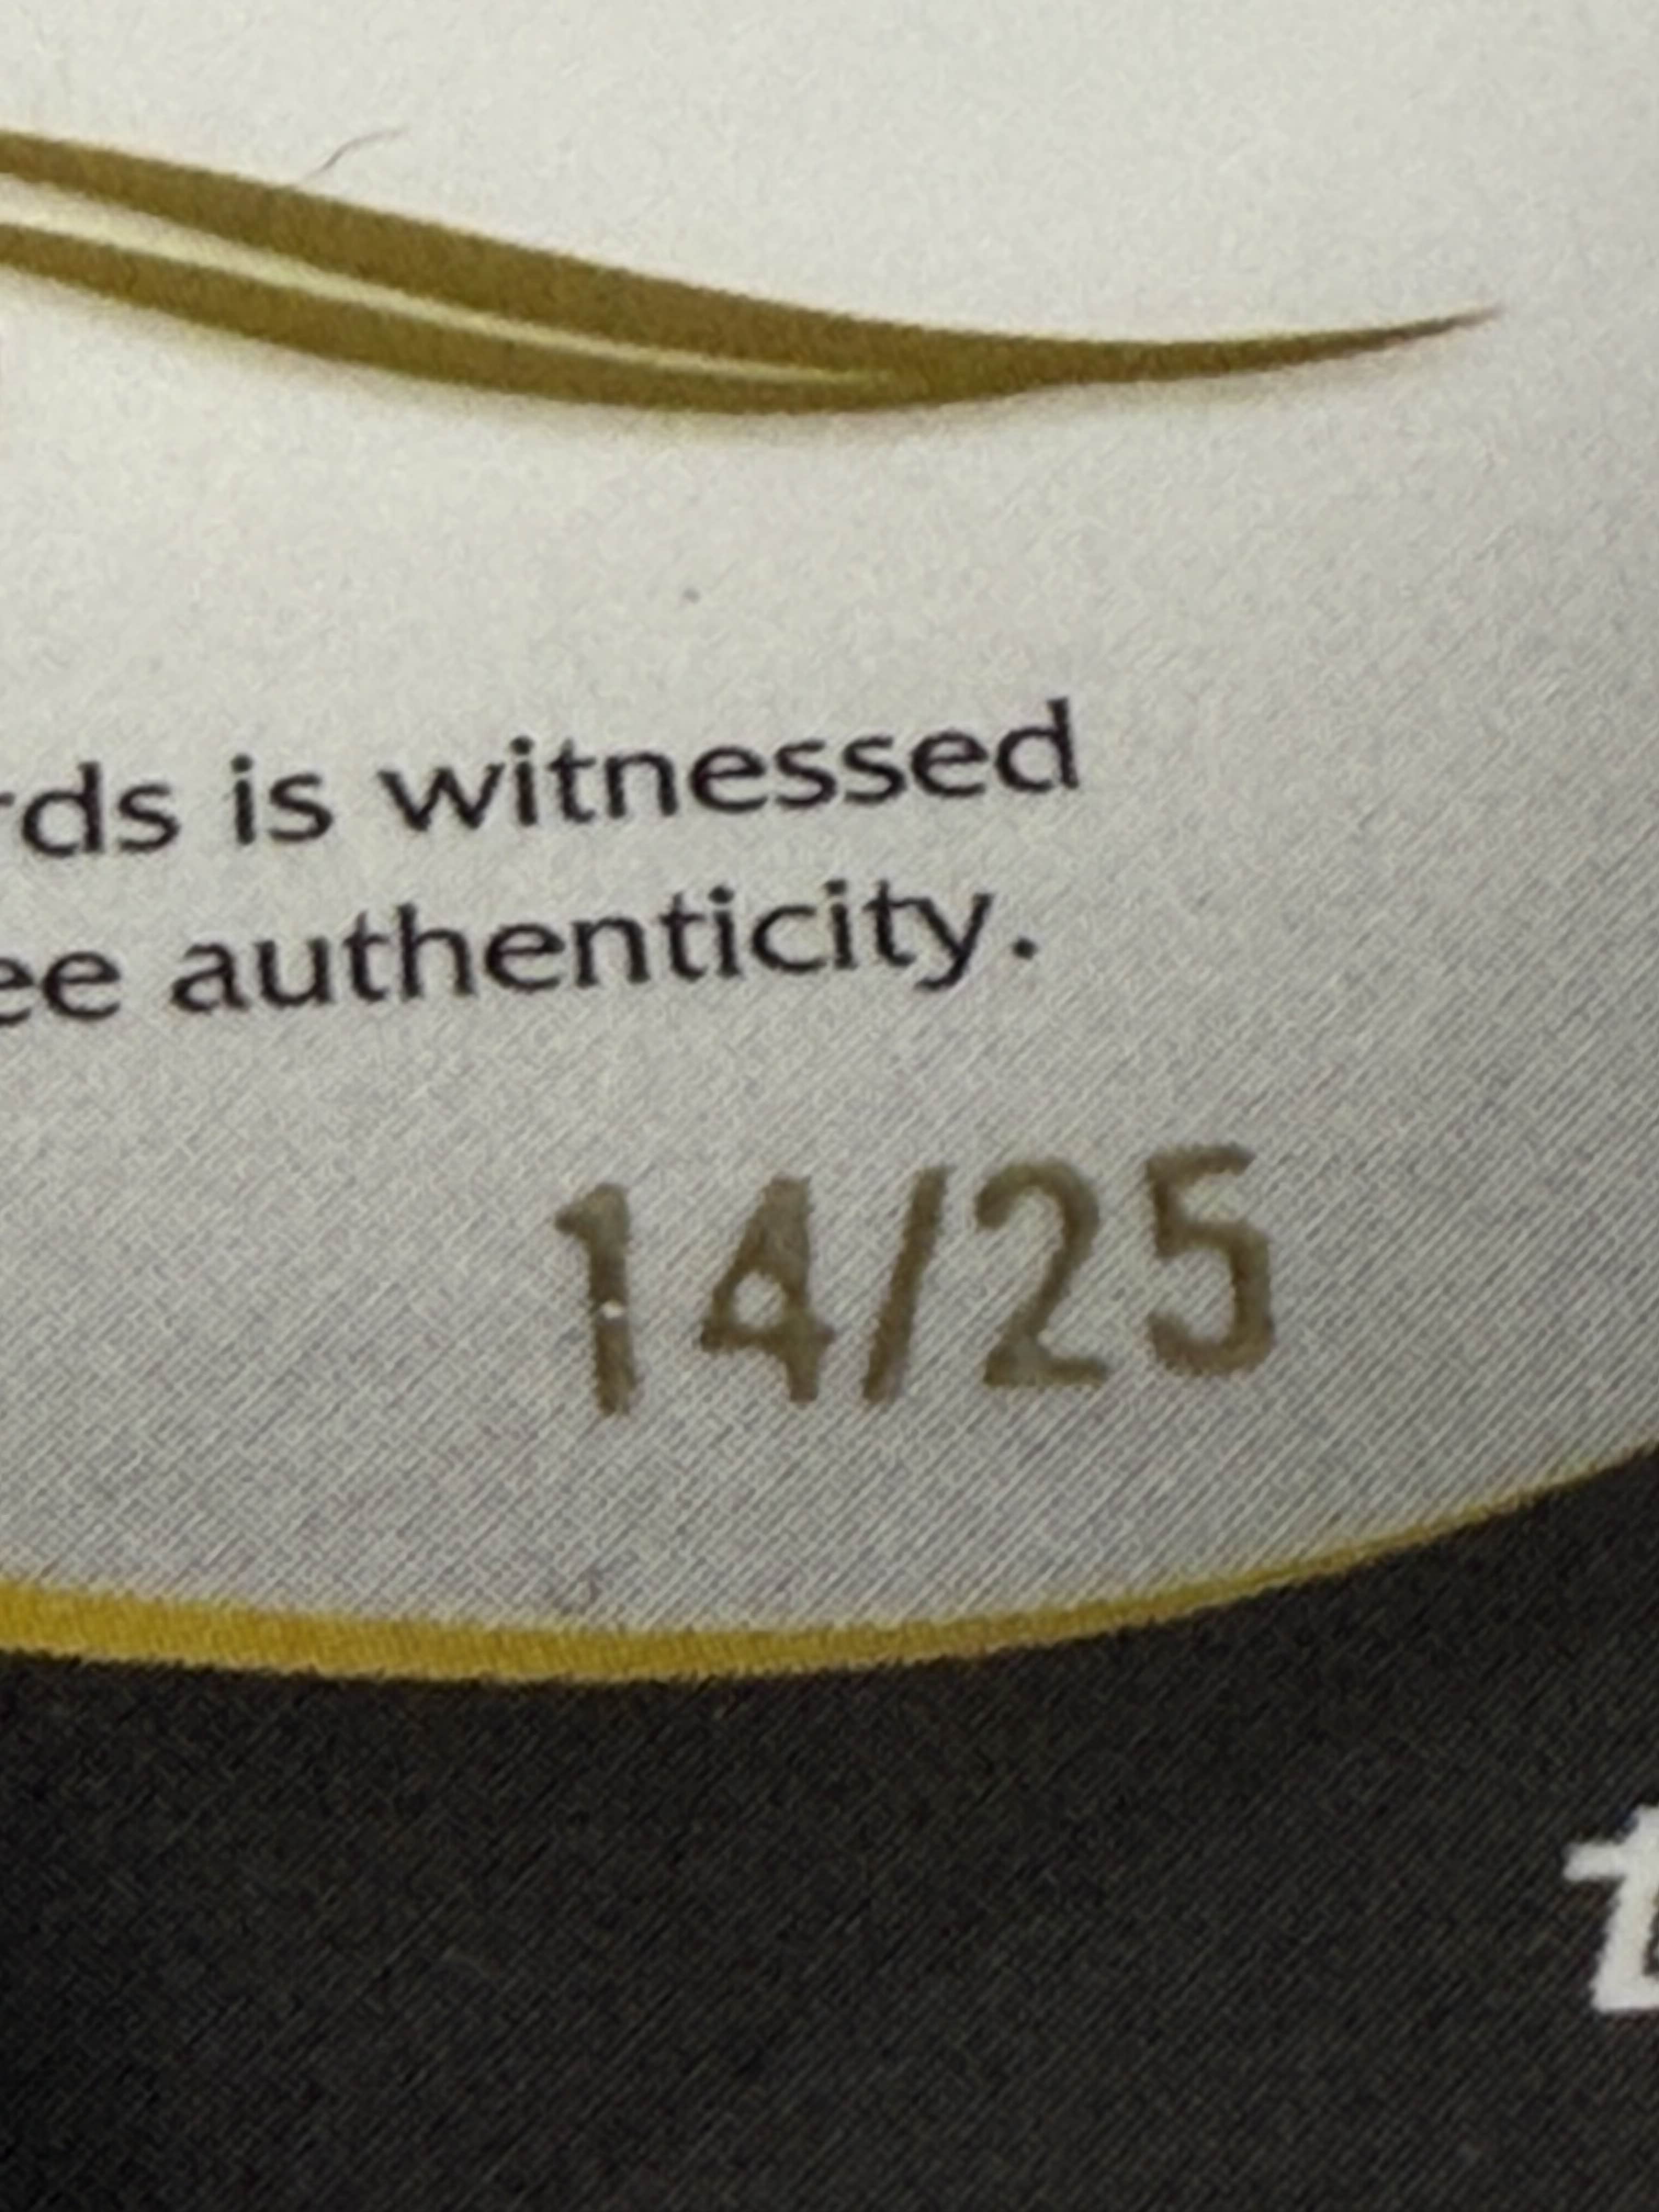 rds is witnessed
ee authenticity.
14/25
t